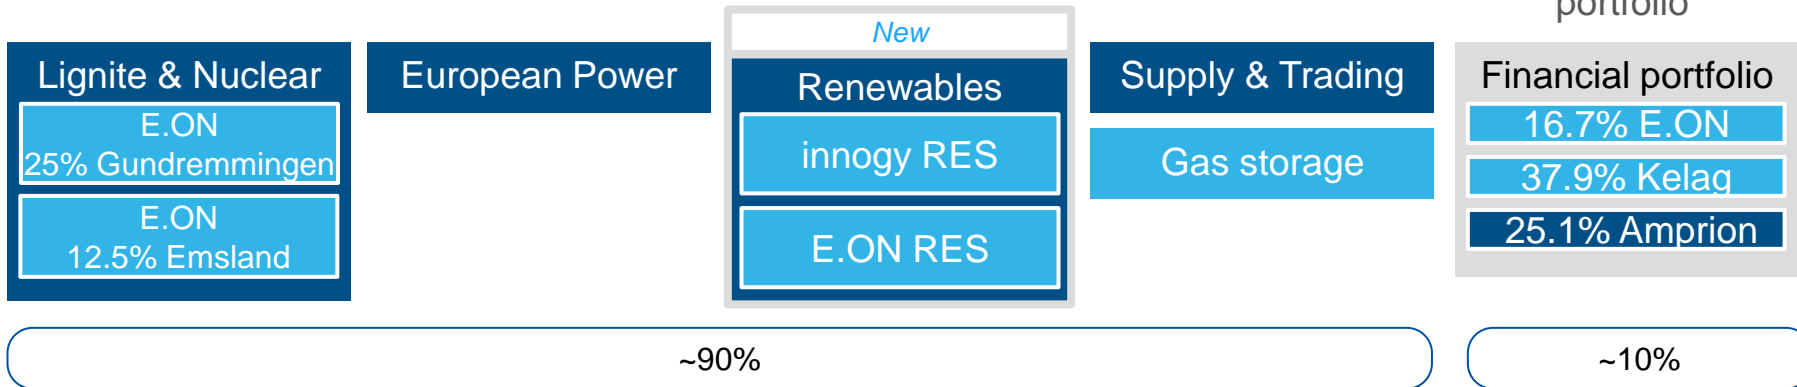 portfolio
New
Lignite & Nuclear
E.ON
25% Gundremmingen
E.ON
12.5% Emsland
European Power
Renewables
innogy RES
E.ON RES
Supply & Trading
Gas storage
Financial portfolio
16.7% E.ON
37.9% Kelag
25.1% Amprion
~90%
~10%